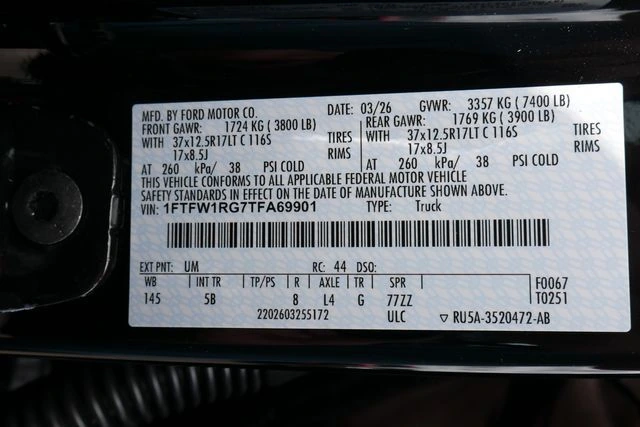 MFD. BY FORD MOTOR CO. DATE: 03/26 GVWR: 3357 KG ( 7400 LB)
FRONT GAWR: 1724 KG ( 3800 LB) REAR GAWR: 1769 KG ( 3900 LB)
WITH 37x12.5R17LT C 116S TIRES WITH 37x12.5R17LT C 116S TIRES
17x8.5J RIMS 17x8.5J RIMS
AT 260 kPa/ 38 PSI COLD AT 260 kPa/ 38 PSI COLD
THIS VEHICLE CONFORMS TO ALL APPLICABLE FEDERAL MOTOR VEHICLE
SAFETY STANDARDS IN EFFECT ON THE DATE OF MANUFACTURE SHOWN ABOVE.
VIN: 1FTFW1RG7TFA69901 TYPE: Truck
EXT PNT: UM RC: 44 DSO:
WB INT TR TP/PS R AXLE TR SPR F0067
145 5B 8 L4 G 77ZZ T0251
2202603255172 ULC ▽ RU5A-3520472-AB